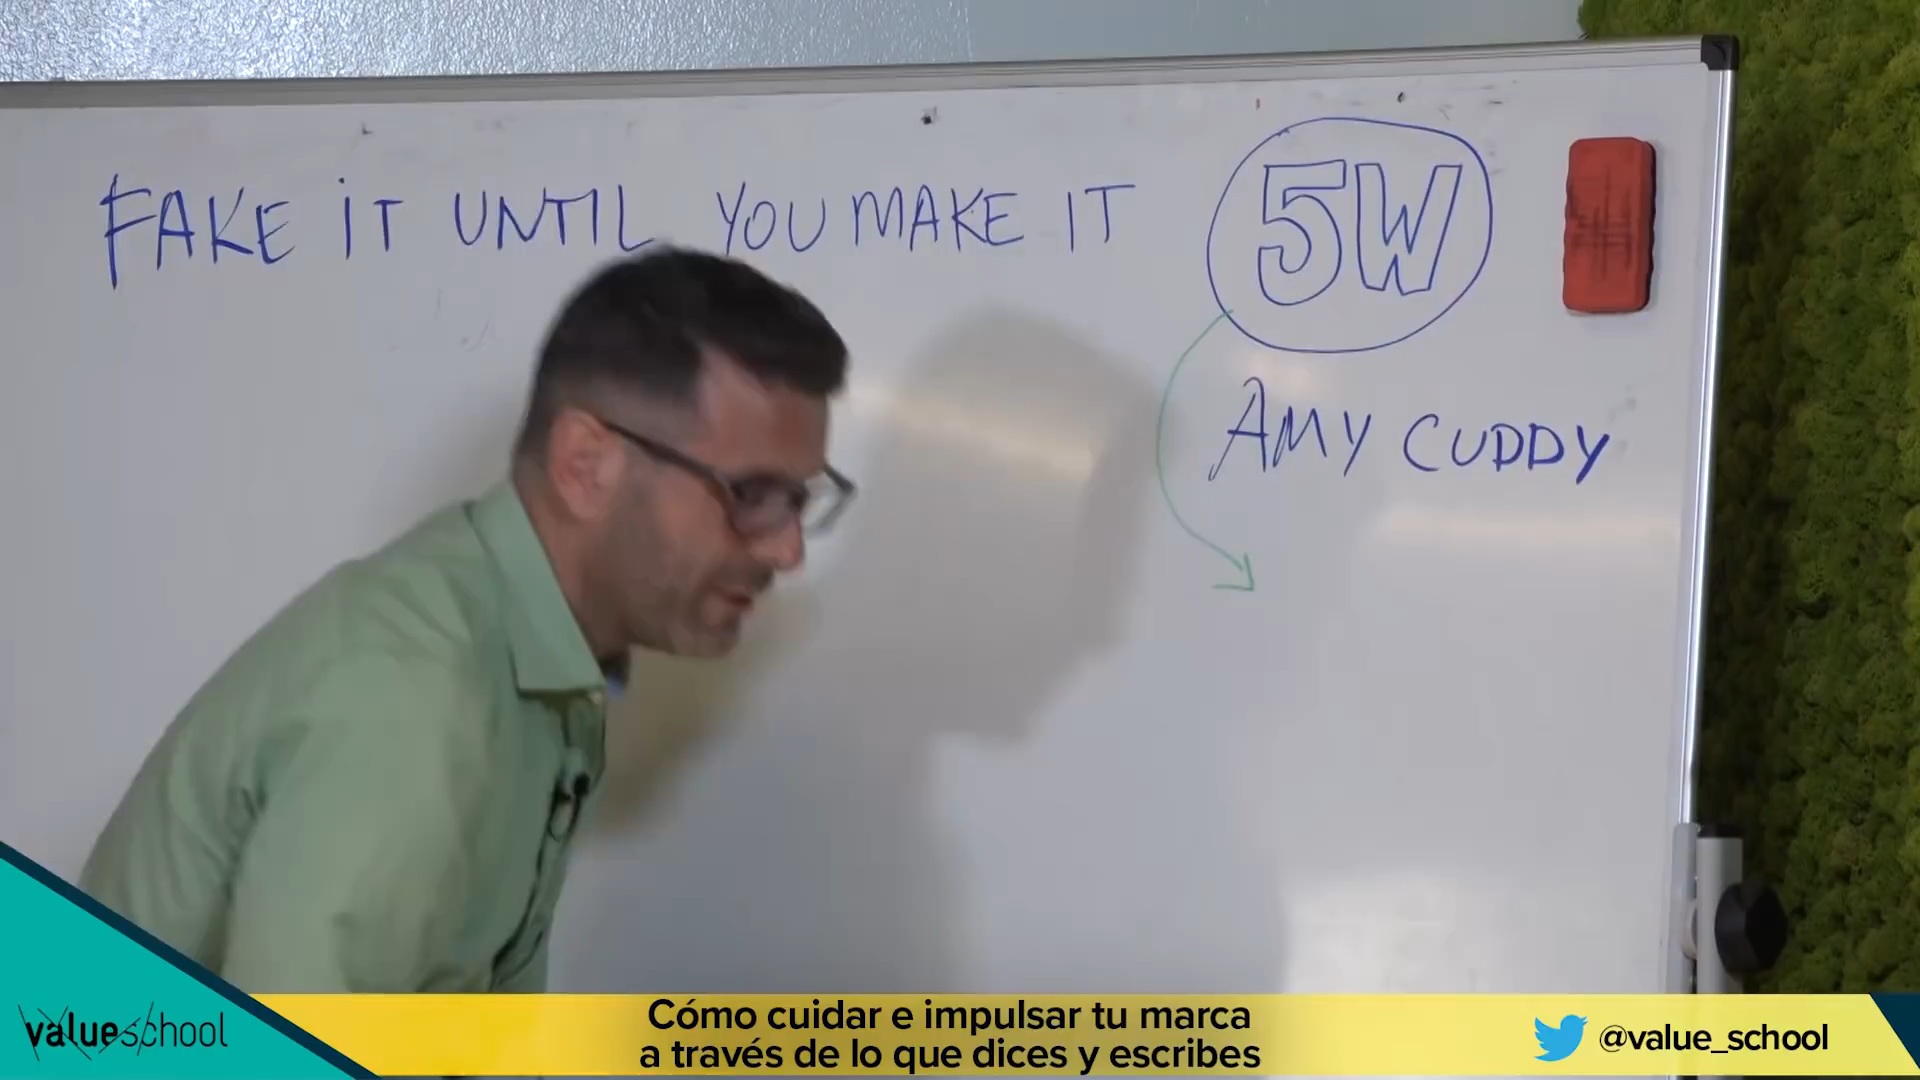 FAKE IT UNTIL YOU MAKE IT
5W
AMY CUDDY
valueschool
Cómo cuidar e impulsar tu marca
a través de lo que dices y escribes
@value_school